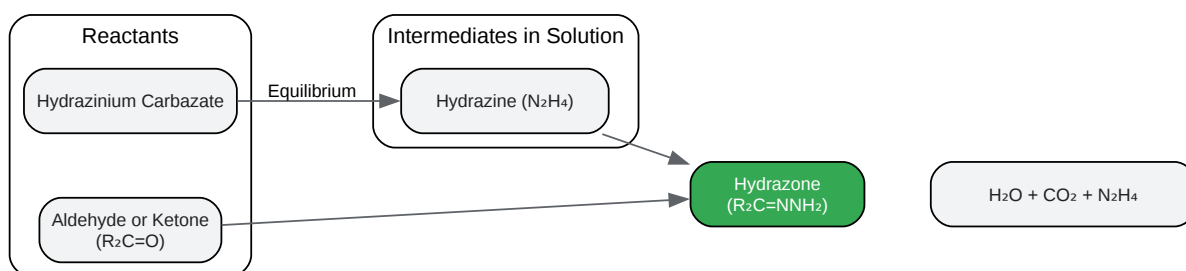 Reactants
Intermediates in Solution
Hydrazinium Carbazate
Equilibrium
Hydrazine (N₂H₄)
Aldehyde or Ketone
(R₂C=O)
Hydrazone
(R₂C=NNH₂)
H₂O + CO₂ + N₂H₄